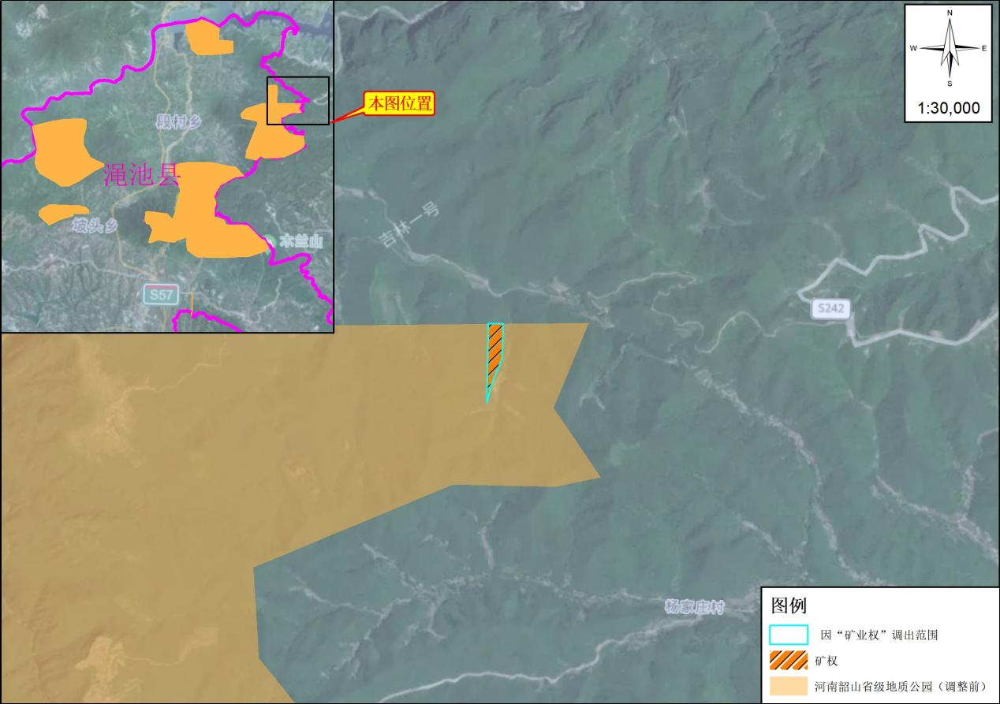 段村乡
渑池县
坡头乡
木兰山
S57
本图位置
N
W E
S
1:30,000
吉林一号
S242
杨家庄村
图例
因“矿业权”调出范围
矿权
河南韶山省级地质公园（调整前）